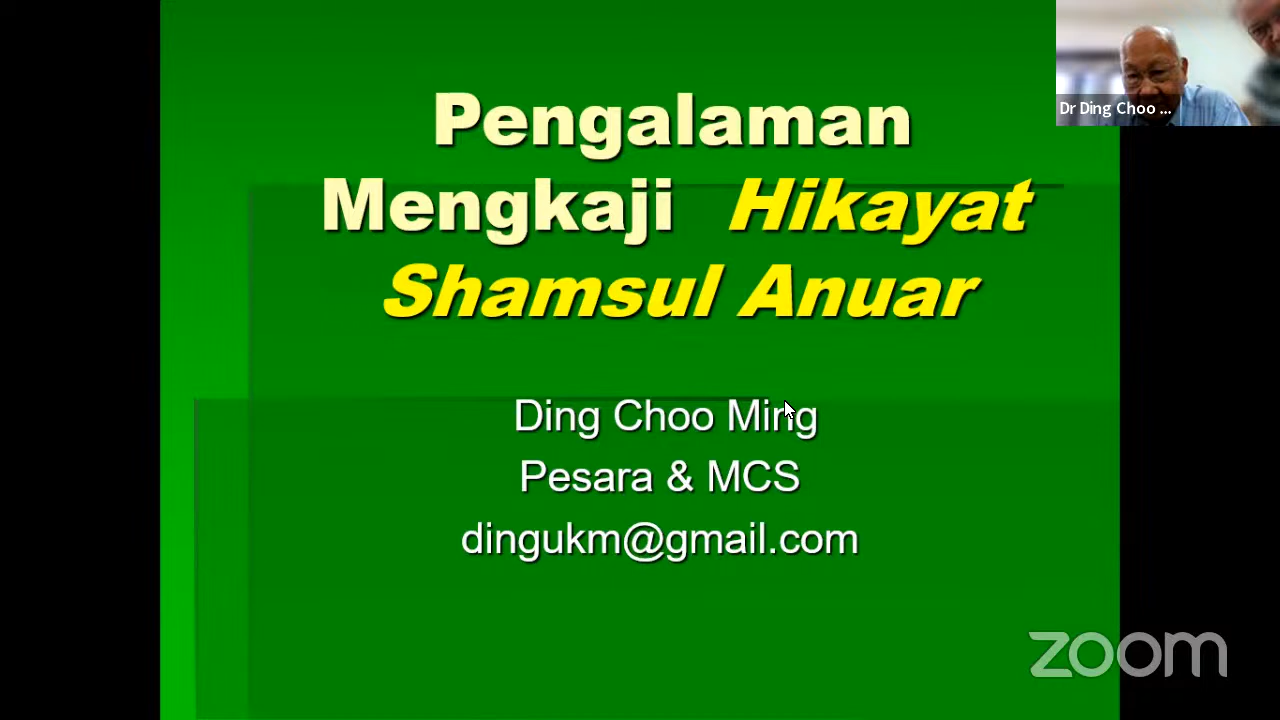 Pengalaman
Mengkaji Hikayat
Shamsul Anuar
Ding Choo Ming
Pesara & MCS
dingukm@gmail.com
Dr Ding Choo ...
zoom